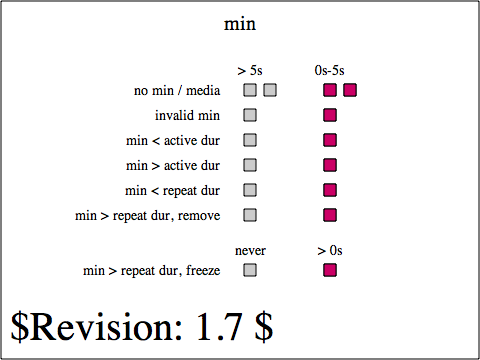 min
> 5s 0s-5s
no min / media
invalid min
min < active dur
min > active dur
min < repeat dur
min > repeat dur, remove
never > 0s
min > repeat dur, freeze
$Revision: 1.7 $